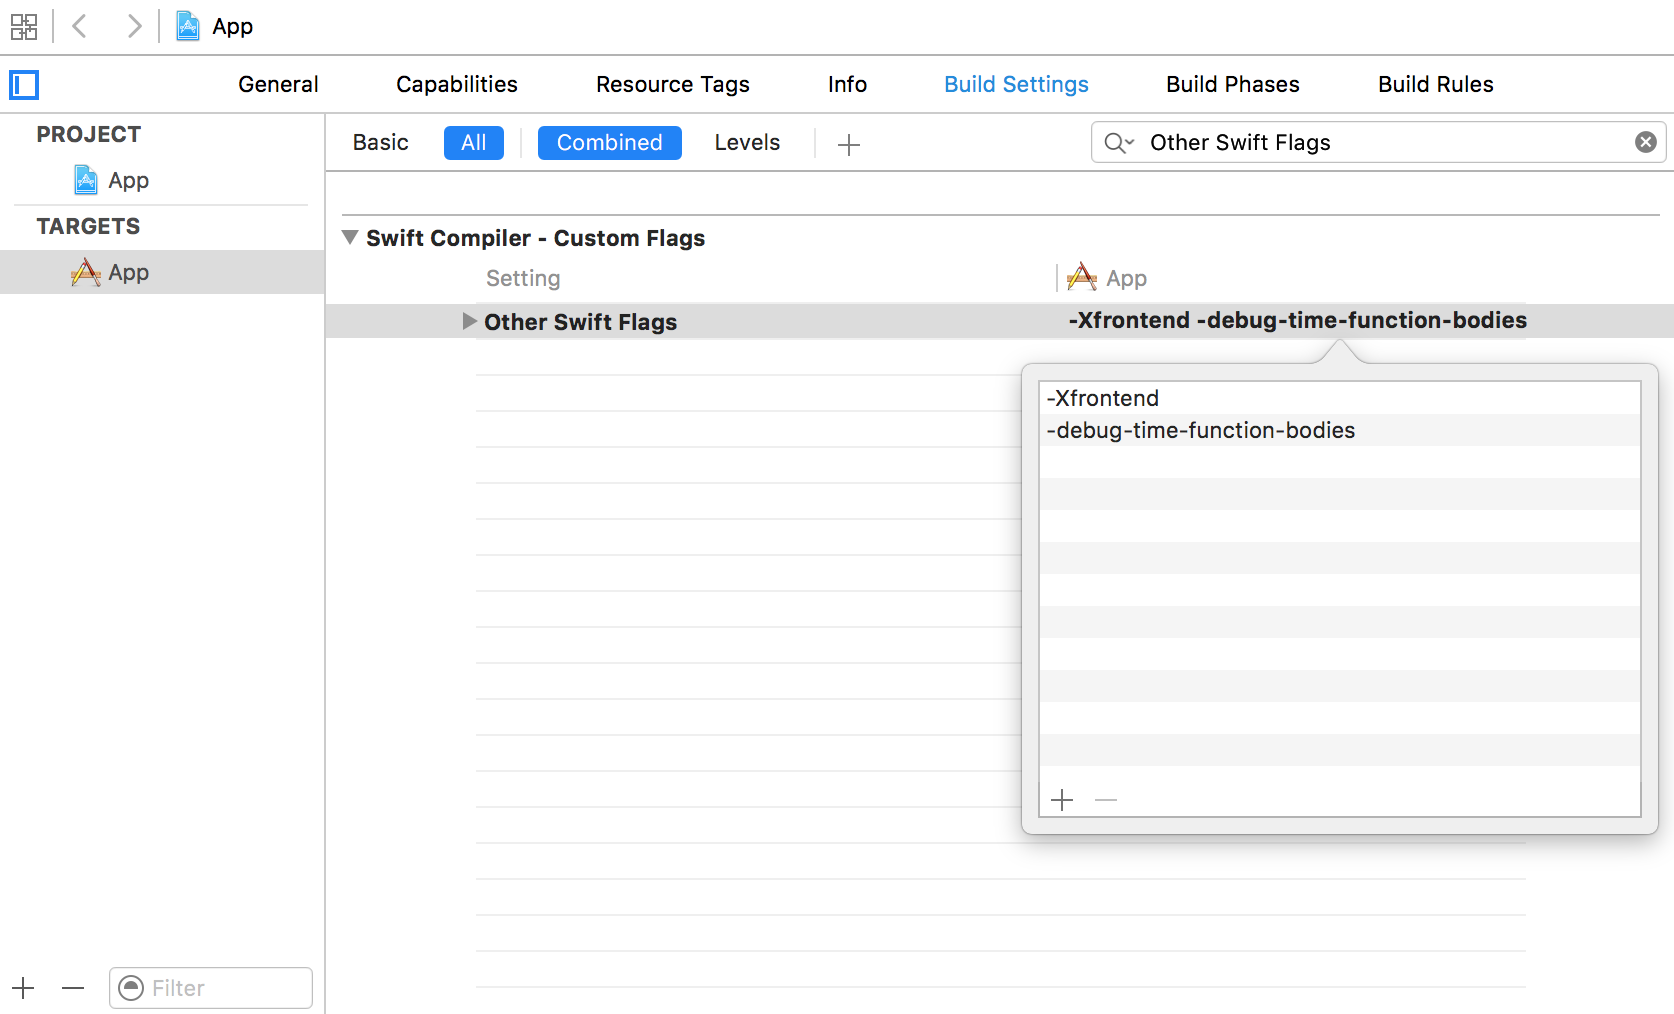 App
General Capabilities Resource Tags Info Build Settings Build Phases Build Rules
PROJECT
App
TARGETS
App
Basic All Combined Levels Other Swift Flags
Swift Compiler - Custom Flags
Setting App
Other Swift Flags -Xfrontend -debug-time-function-bodies
-Xfrontend
-debug-time-function-bodies
Filter